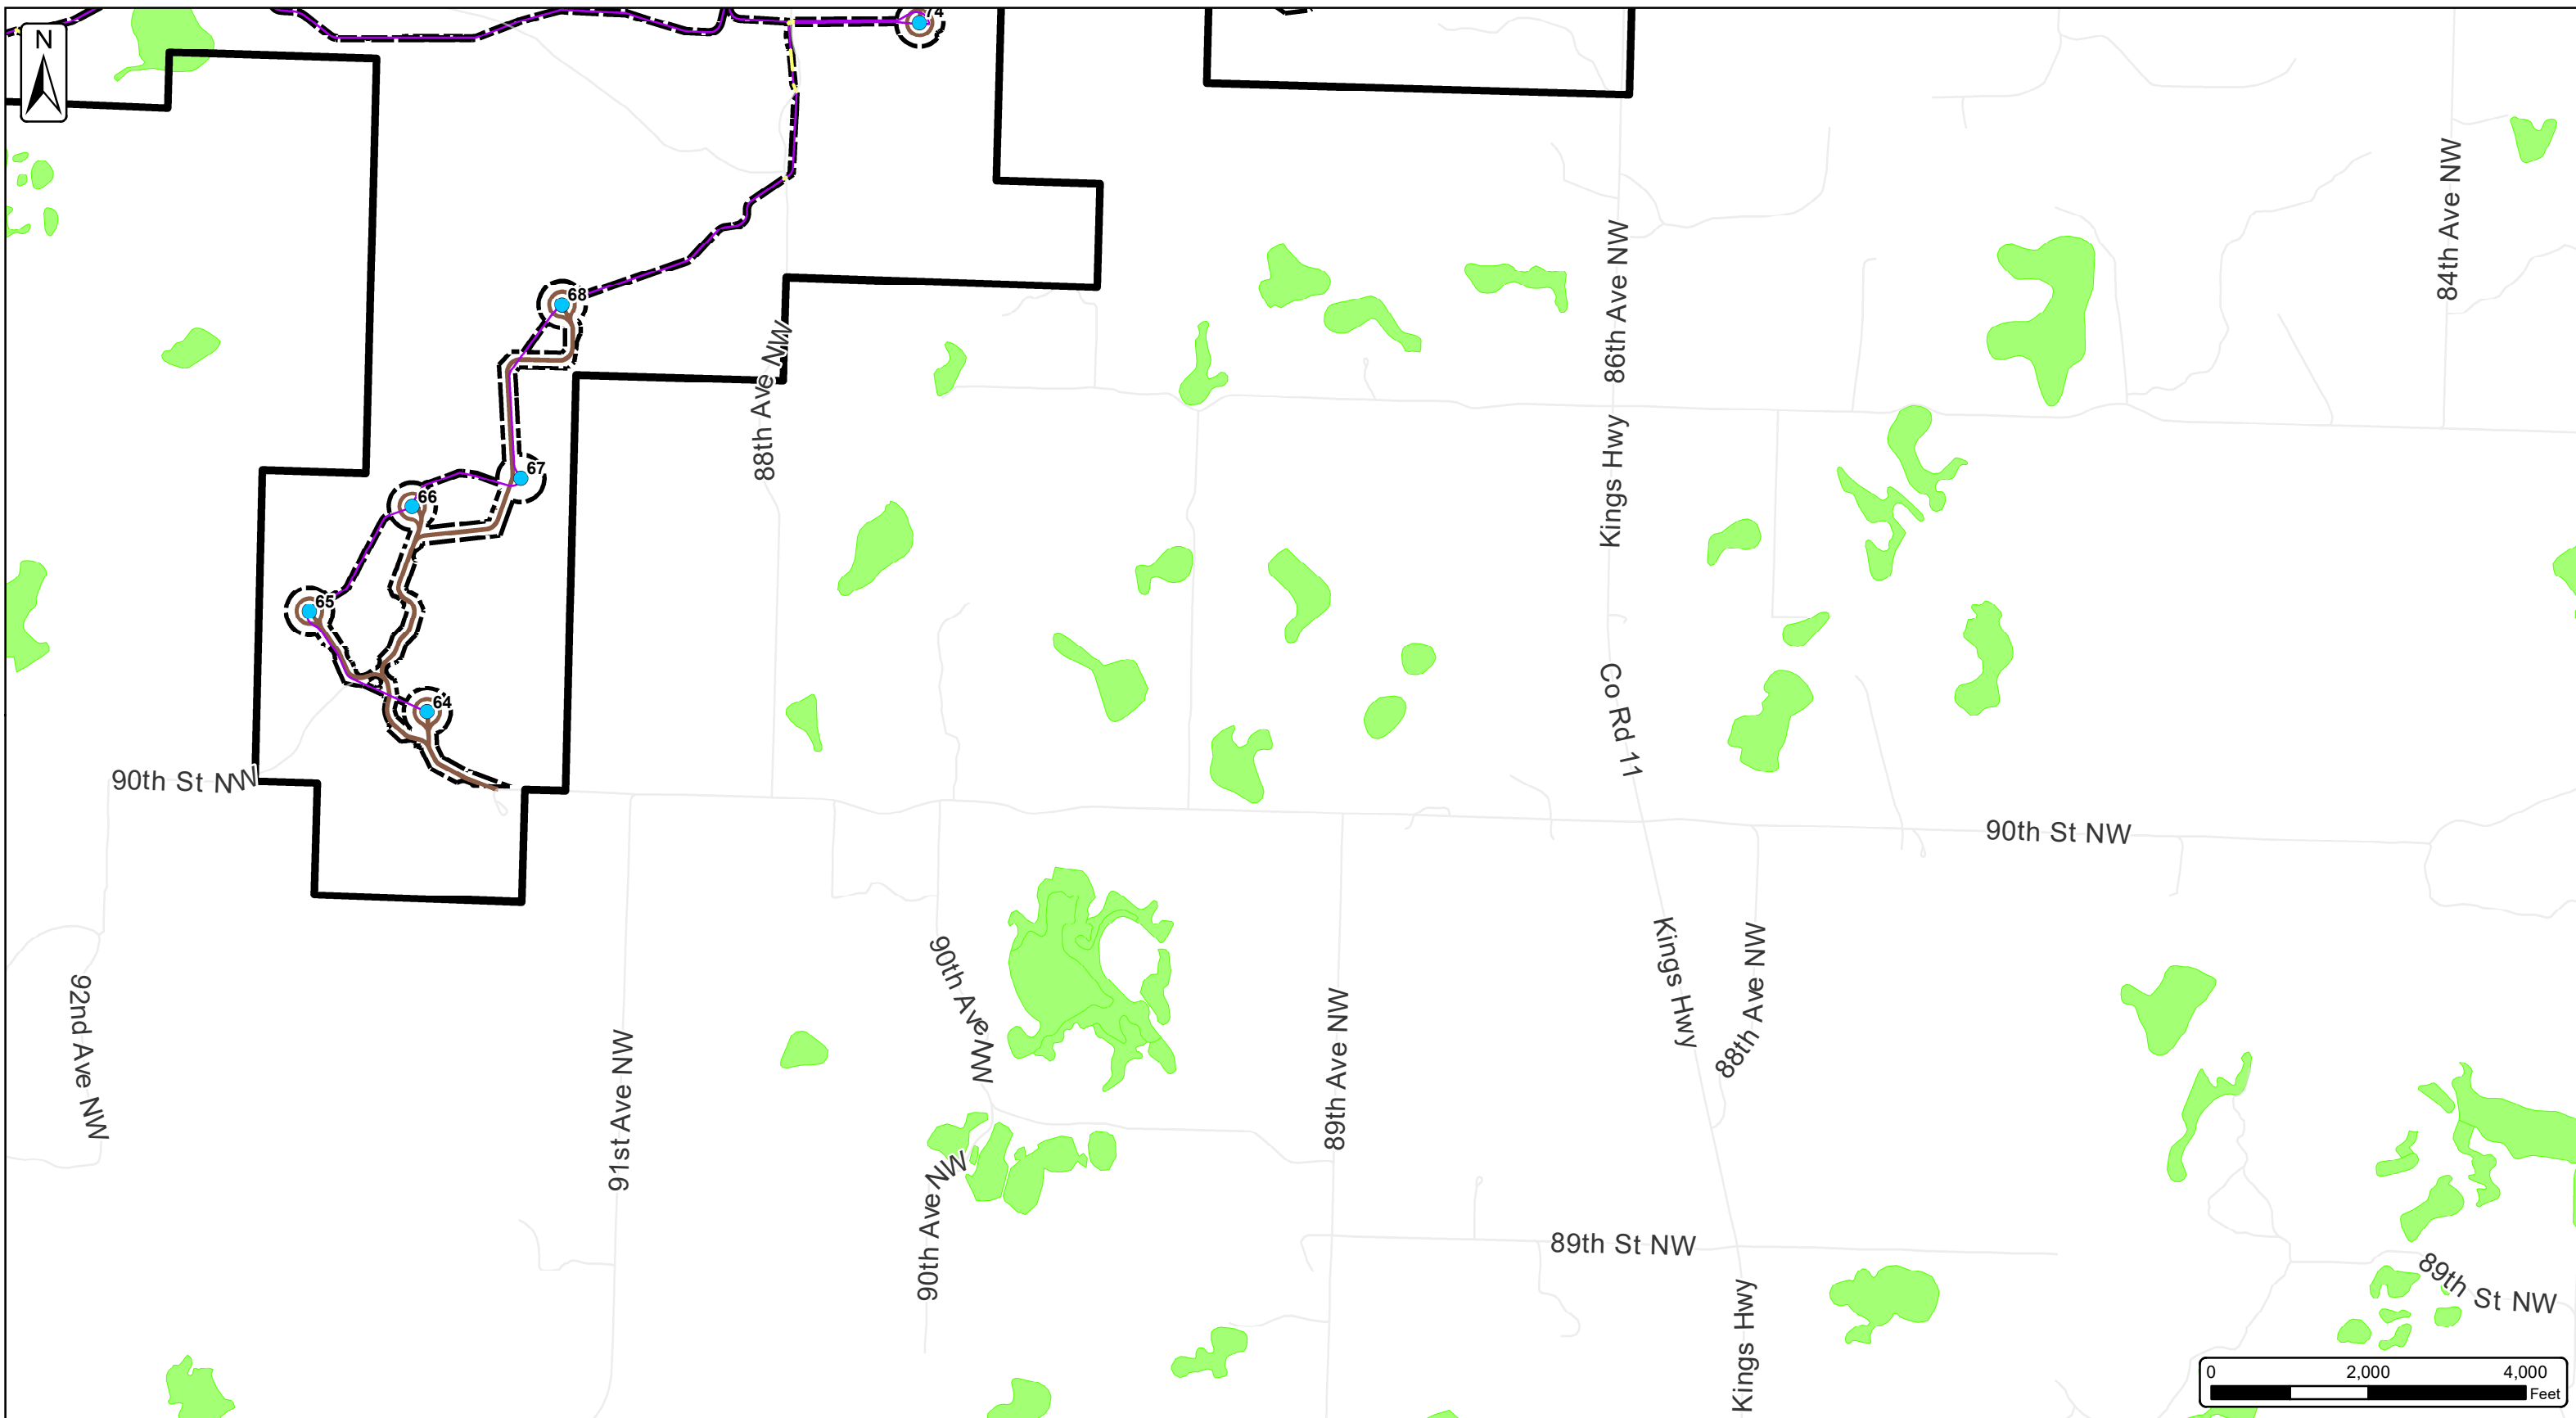 74
N
84th Ave NW
86th Ave NW
68
88th Ave NW
Kings Hwy
67
66
65
Co Rd 11
64
90th St NW
90th St NW
Kings Hwy
88th Ave NW
90th Ave NW
92nd Ave NW
89th Ave NW
91st Ave NW
90th Ave NW
89th St NW
89th St NW
Kings Hwy
0 2,000 4,000
Feet